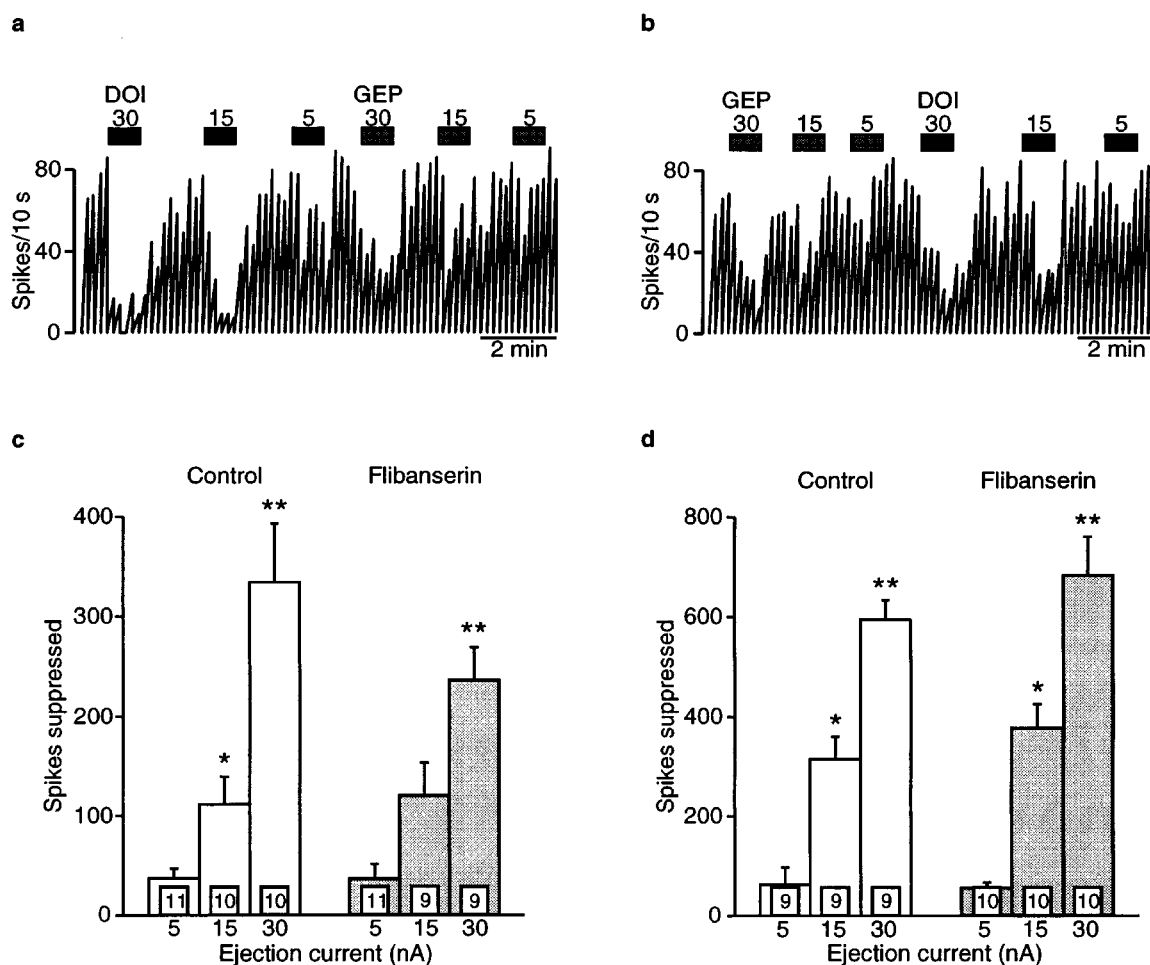 a
DOI GEP
30 15 5 30 15 5
80
40
0
Spikes/10 s
2 min
b
GEP DOI
30 15 5 30 15 5
80
40
0
Spikes/10 s
2 min
c
Control Flibanserin
400
300
200
100
0
Spikes suppressed
* ** **
11 10 10 11 9 9
5 15 30 5 15 30
Ejection current (nA)
d
Control Flibanserin
800
600
400
200
0
Spikes suppressed
* ** * **
9 9 9 10 10 10
5 15 30 5 15 30
Ejection current (nA)